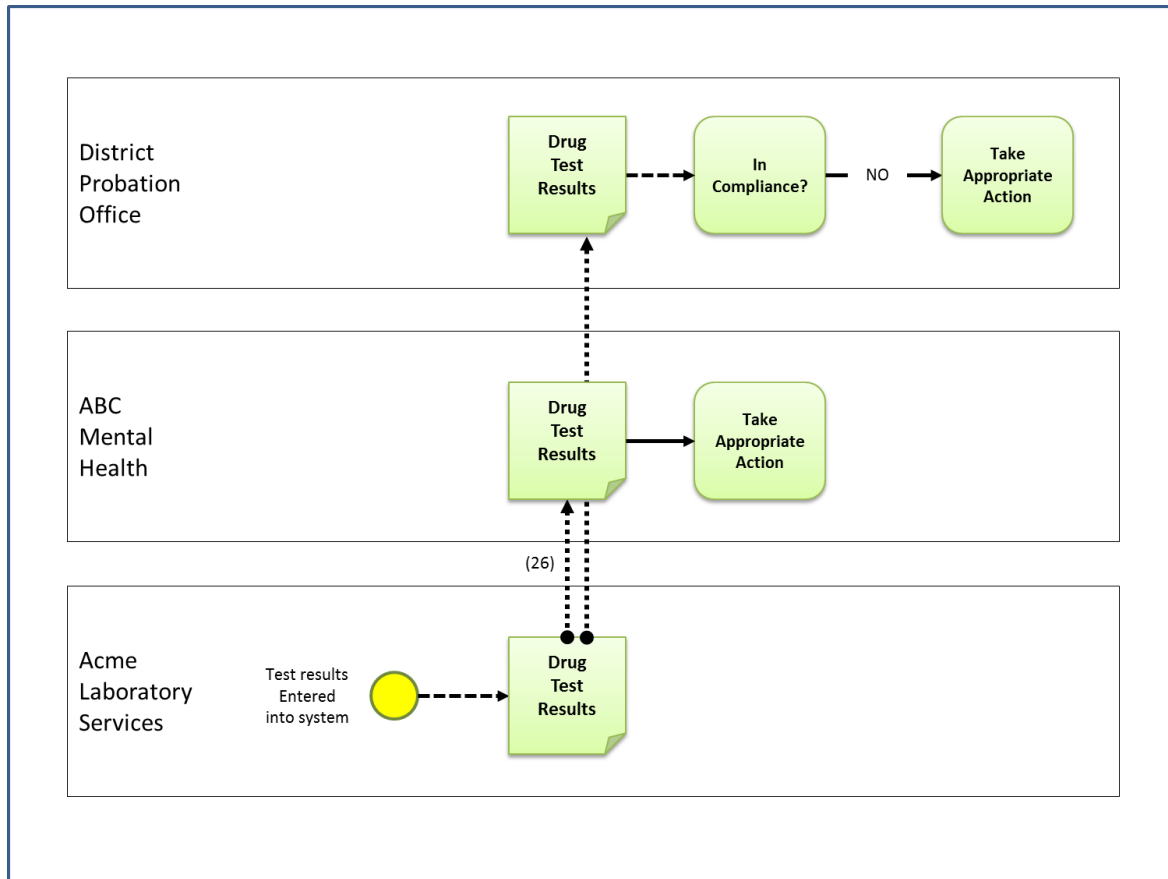 District
Probation
Office
Drug
Test
Results
In
Compliance?
NO
Take
Appropriate
Action
ABC
Mental
Health
Drug
Test
Results
Take
Appropriate
Action
(26)
Acme
Laboratory
Services
Test results
Entered
into system
Drug
Test
Results